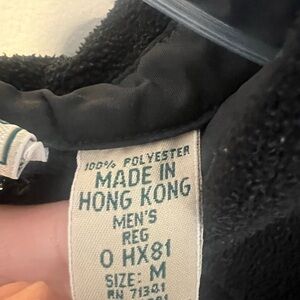 100% POLYESTER
MADE IN
HONG KONG
MEN'S
REG
0 HX81
SIZE: M
RN 71341